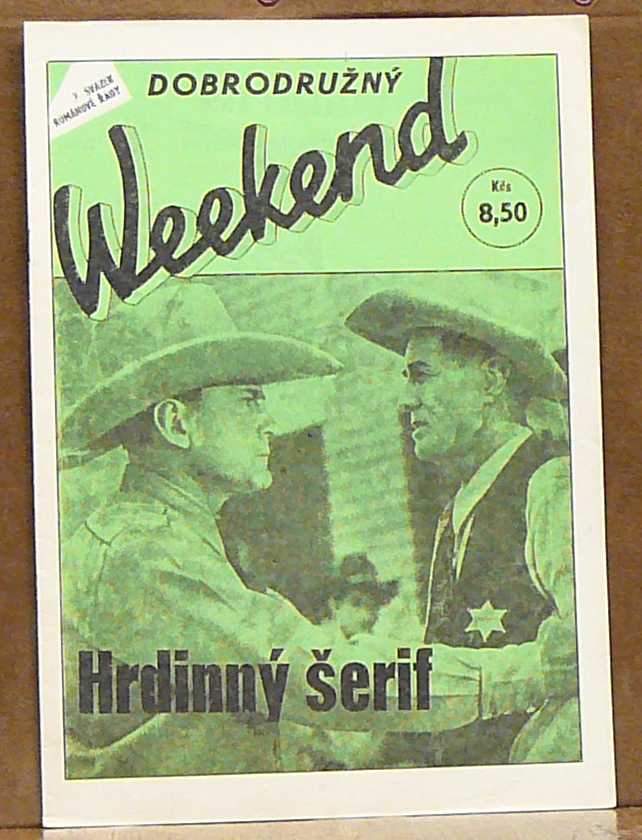 7. SVAZEK
ROMÁNOVÉ ŘADY
DOBRODRUŽNÝ
Weekend
Kčs
8,50
Hrdinný šerif